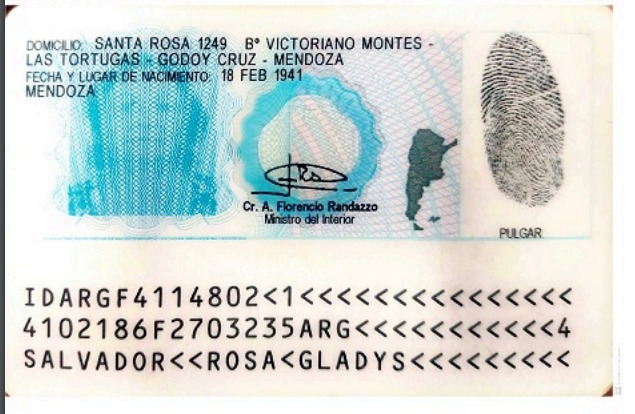 DOMICILIO: SANTA ROSA 1249 Bº VICTORIANO MONTES -
LAS TORTUGAS - GODOY CRUZ - MENDOZA
FECHA Y LUGAR DE NACIMIENTO: 18 FEB 1941
MENDOZA
Cr. A. Florencio Randazzo
Ministro del Interior
PULGAR
IDARGF4114802<1<<<<<<<<<<<<<<<
4102186F2703235ARG<<<<<<<<<<<4
SALVADOR<<ROSA<GLADYS<<<<<<<<<